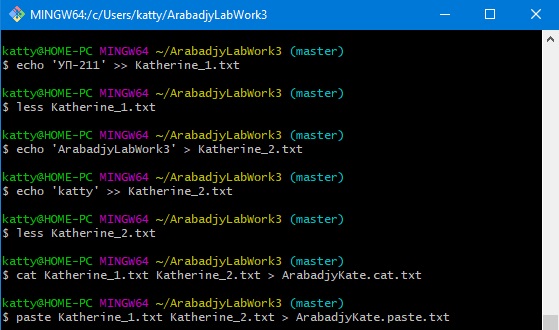 MINGW64:/c/Users/katty/ArabadjyLabWork3
katty@HOME-PC MINGW64 ~/ArabadjyLabWork3 (master)
$ echo 'УП-211' >> Katherine_1.txt
katty@HOME-PC MINGW64 ~/ArabadjyLabWork3 (master)
$ less Katherine_1.txt
katty@HOME-PC MINGW64 ~/ArabadjyLabWork3 (master)
$ echo 'ArabadjyLabWork3' > Katherine_2.txt
katty@HOME-PC MINGW64 ~/ArabadjyLabWork3 (master)
$ echo 'katty' >> Katherine_2.txt
katty@HOME-PC MINGW64 ~/ArabadjyLabWork3 (master)
$ less Katherine_2.txt
katty@HOME-PC MINGW64 ~/ArabadjyLabWork3 (master)
$ cat Katherine_1.txt Katherine_2.txt > ArabadjyKate.cat.txt
katty@HOME-PC MINGW64 ~/ArabadjyLabWork3 (master)
$ paste Katherine_1.txt Katherine_2.txt > ArabadjyKate.paste.txt